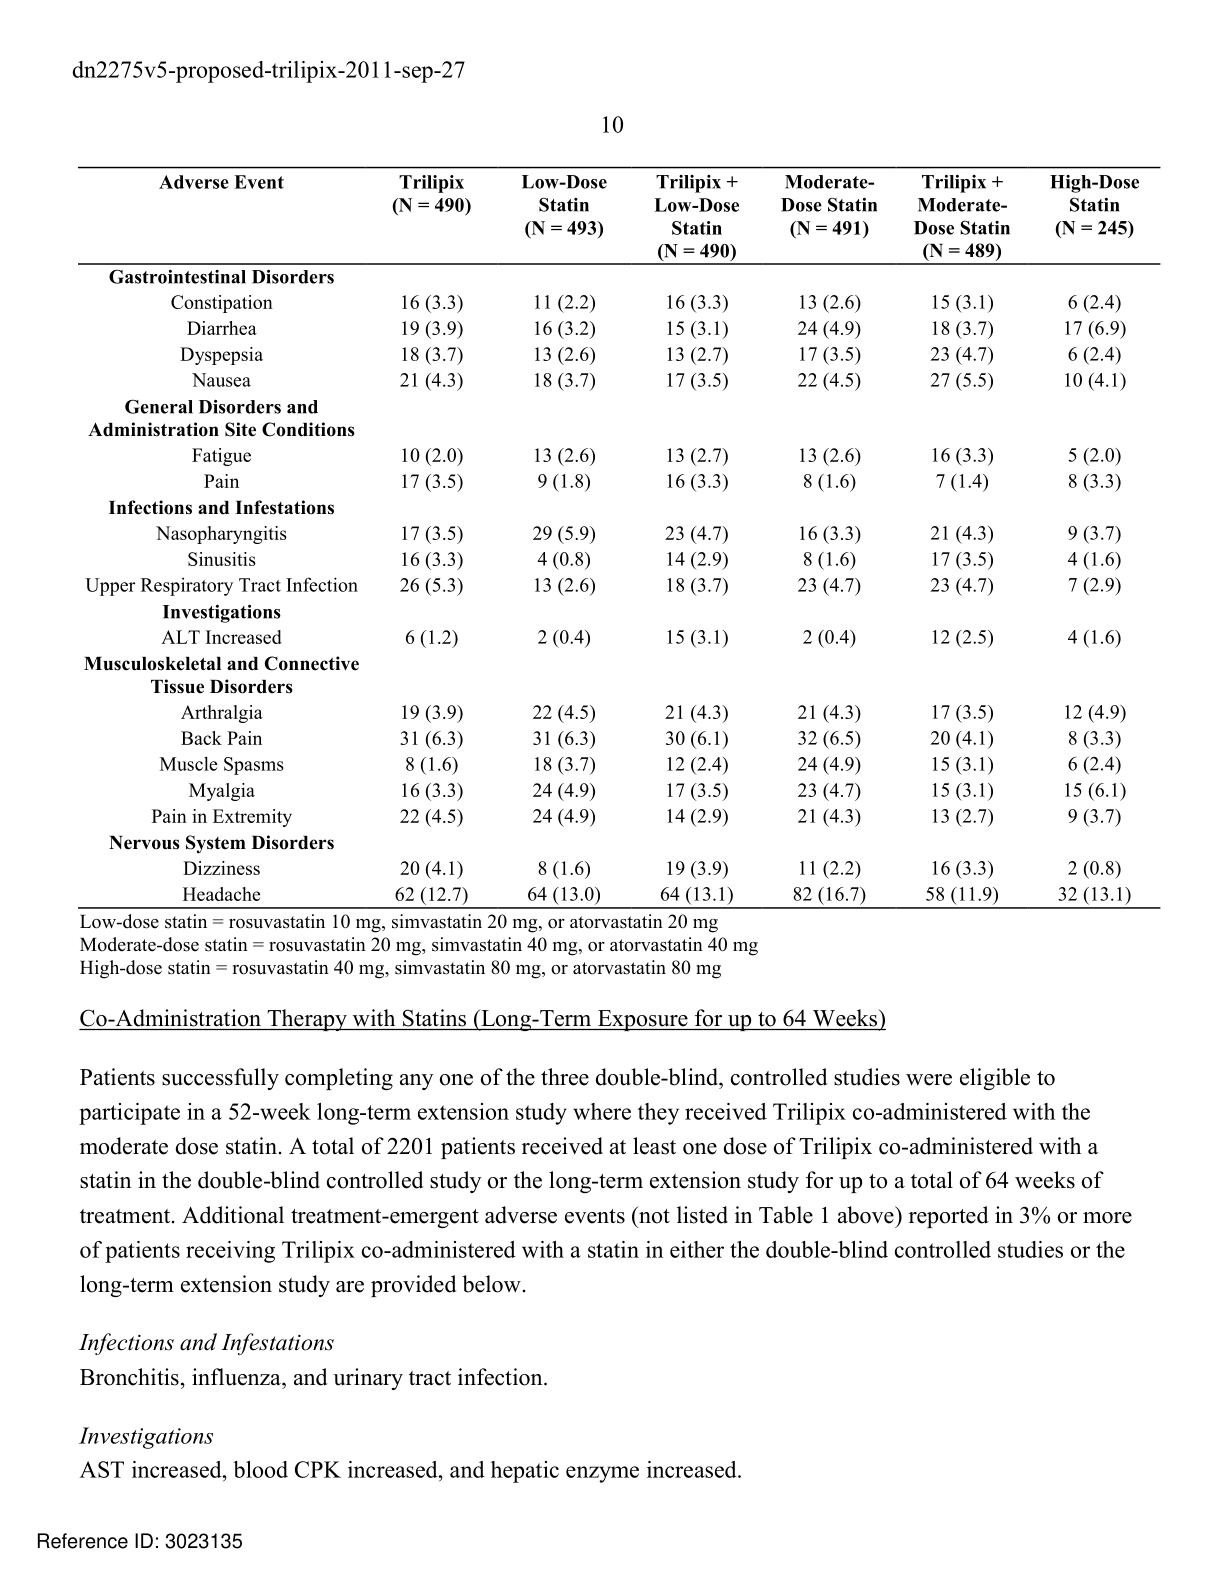 dn2275v5-proposed-trilipix-2011-sep-27
10
Adverse Event Trilipix (N = 490) Low-Dose Statin (N = 493) Trilipix + Low-Dose Statin (N = 490) Moderate-Dose Statin (N = 491) Trilipix + Moderate-Dose Statin (N = 489) High-Dose Statin (N = 245)
Gastrointestinal Disorders
Constipation 16 (3.3) 11 (2.2) 16 (3.3) 13 (2.6) 15 (3.1) 6 (2.4)
Diarrhea 19 (3.9) 16 (3.2) 15 (3.1) 24 (4.9) 18 (3.7) 17 (6.9)
Dyspepsia 18 (3.7) 13 (2.6) 13 (2.7) 17 (3.5) 23 (4.7) 6 (2.4)
Nausea 21 (4.3) 18 (3.7) 17 (3.5) 22 (4.5) 27 (5.5) 10 (4.1)
General Disorders and
Administration Site Conditions
Fatigue 10 (2.0) 13 (2.6) 13 (2.7) 13 (2.6) 16 (3.3) 5 (2.0)
Pain 17 (3.5) 9 (1.8) 16 (3.3) 8 (1.6) 7 (1.4) 8 (3.3)
Infections and Infestations
Nasopharyngitis 17 (3.5) 29 (5.9) 23 (4.7) 16 (3.3) 21 (4.3) 9 (3.7)
Sinusitis 16 (3.3) 4 (0.8) 14 (2.9) 8 (1.6) 17 (3.5) 4 (1.6)
Upper Respiratory Tract Infection 26 (5.3) 13 (2.6) 18 (3.7) 23 (4.7) 23 (4.7) 7 (2.9)
Investigations
ALT Increased 6 (1.2) 2 (0.4) 15 (3.1) 2 (0.4) 12 (2.5) 4 (1.6)
Musculoskeletal and Connective
Tissue Disorders
Arthralgia 19 (3.9) 22 (4.5) 21 (4.3) 21 (4.3) 17 (3.5) 12 (4.9)
Back Pain 31 (6.3) 31 (6.3) 30 (6.1) 32 (6.5) 20 (4.1) 8 (3.3)
Muscle Spasms 8 (1.6) 18 (3.7) 12 (2.4) 24 (4.9) 15 (3.1) 6 (2.4)
Myalgia 16 (3.3) 24 (4.9) 17 (3.5) 23 (4.7) 15 (3.1) 15 (6.1)
Pain in Extremity 22 (4.5) 24 (4.9) 14 (2.9) 21 (4.3) 13 (2.7) 9 (3.7)
Nervous System Disorders
Dizziness 20 (4.1) 8 (1.6) 19 (3.9) 11 (2.2) 16 (3.3) 2 (0.8)
Headache 62 (12.7) 64 (13.0) 64 (13.1) 82 (16.7) 58 (11.9) 32 (13.1)
Low-dose statin = rosuvastatin 10 mg, simvastatin 20 mg, or atorvastatin 20 mg
Moderate-dose statin = rosuvastatin 20 mg, simvastatin 40 mg, or atorvastatin 40 mg
High-dose statin = rosuvastatin 40 mg, simvastatin 80 mg, or atorvastatin 80 mg
Co-Administration Therapy with Statins (Long-Term Exposure for up to 64 Weeks)
Patients successfully completing any one of the three double-blind, controlled studies were eligible to
participate in a 52-week long-term extension study where they received Trilipix co-administered with the
moderate dose statin. A total of 2201 patients received at least one dose of Trilipix co-administered with a
statin in the double-blind controlled study or the long-term extension study for up to a total of 64 weeks of
treatment. Additional treatment-emergent adverse events (not listed in Table 1 above) reported in 3% or more
of patients receiving Trilipix co-administered with a statin in either the double-blind controlled studies or the
long-term extension study are provided below.
Infections and Infestations
Bronchitis, influenza, and urinary tract infection.
Investigations
AST increased, blood CPK increased, and hepatic enzyme increased.
Reference ID: 3023135